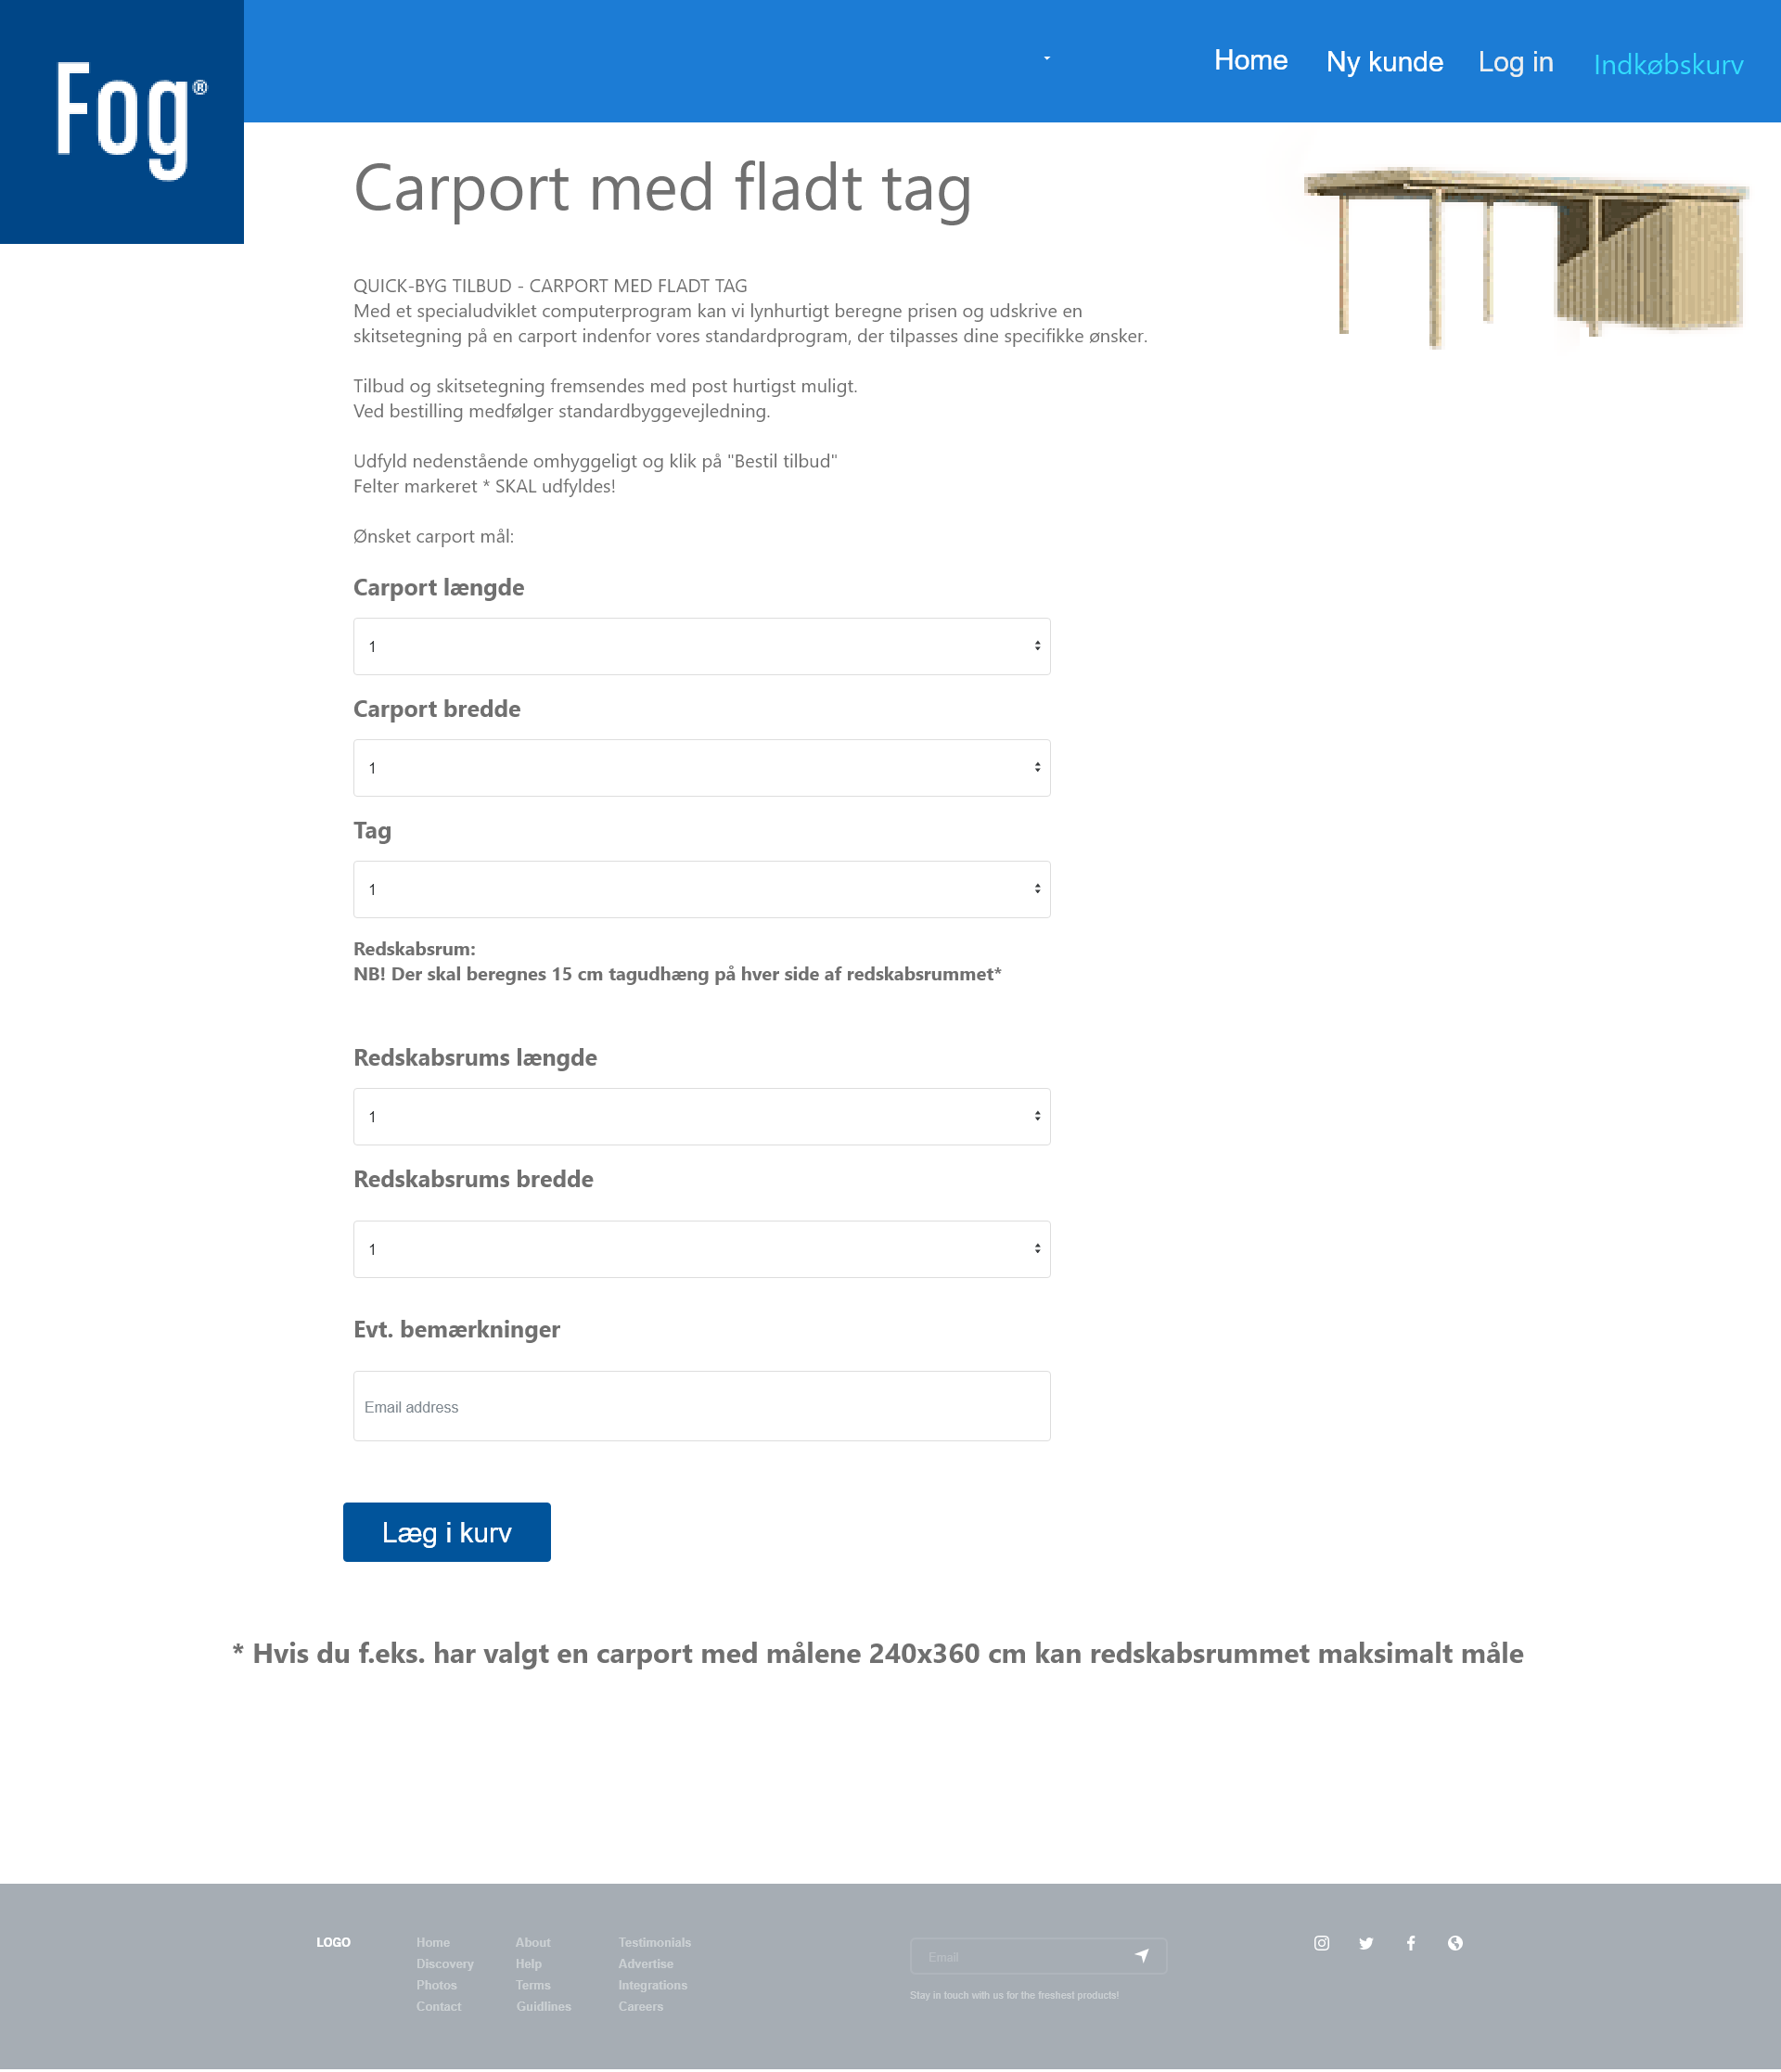 Fog®
Home
Ny kunde
Log in
Indkøbskurv
Carport med fladt tag
QUICK-BYG TILBUD - CARPORT MED FLADT TAG
Med et specialudviklet computerprogram kan vi lynhurtigt beregne prisen og udskrive en
skitsetegning på en carport indenfor vores standardprogram, der tilpasses dine specifikke ønsker.
Tilbud og skitsetegning fremsendes med post hurtigst muligt.
Ved bestilling medfølger standardbyggevejledning.
Udfyld nedenstående omhyggeligt og klik på "Bestil tilbud"
Felter markeret * SKAL udfyldes!
Ønsket carport mål:
Carport længde
1
Carport bredde
1
Tag
1
Redskabsrum:
NB! Der skal beregnes 15 cm tagudhæng på hver side af redskabsrummet*
Redskabsrums længde
1
Redskabsrums bredde
1
Evt. bemærkninger
Email address
Læg i kurv
* Hvis du f.eks. har valgt en carport med målene 240x360 cm kan redskabsrummet maksimalt måle
LOGO
Home
Discovery
Photos
Contact
About
Help
Terms
Guidlines
Testimonials
Advertise
Integrations
Careers
Email
Stay in touch with us for the freshest products!